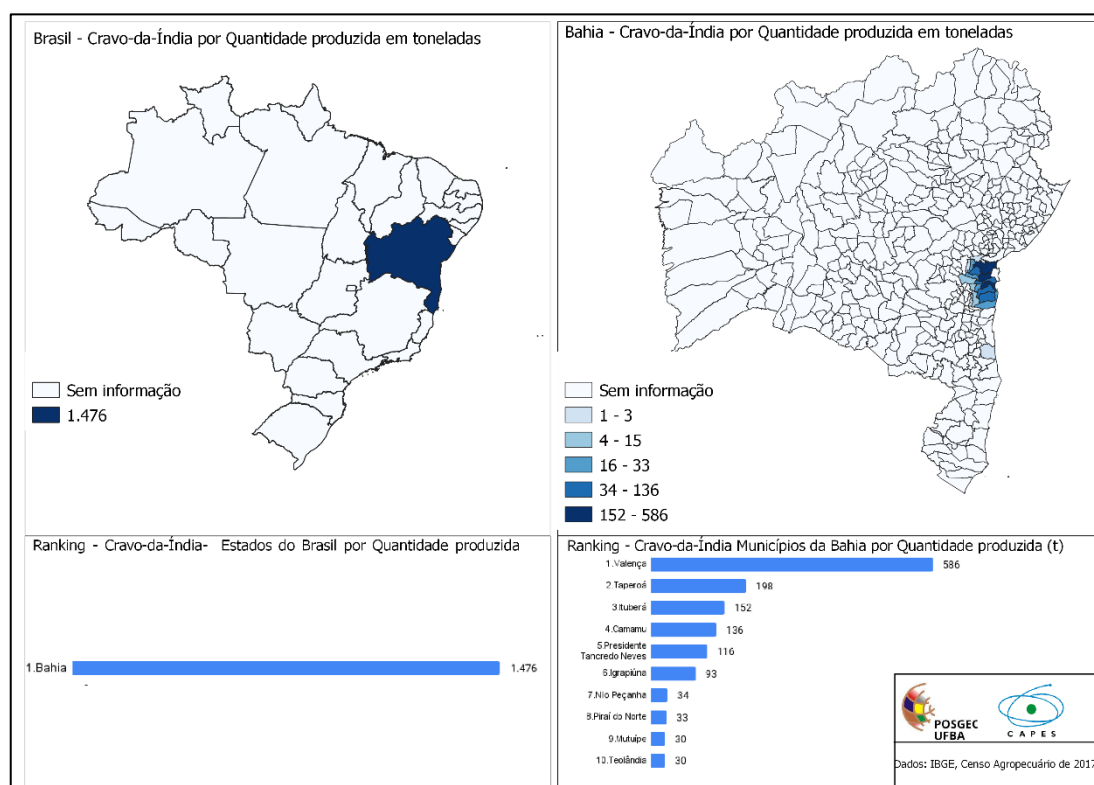 Brasil - Cravo-da-Índia por Quantidade produzida em toneladas
Sem informação
1.476
Bahia - Cravo-da-Índia por Quantidade produzida em toneladas
Sem informação
1 - 3
4 - 15
16 - 33
34 - 136
152 - 586
Ranking - Cravo-da-Índia- Estados do Brasil por Quantidade produzida
1.Bahia 1.476
Ranking - Cravo-da-Índia Municípios da Bahia por Quantidade produzida (t)
1.Valença 586
2.Taperoá 198
3.Ituberá 152
4.Camamu 136
5.Presidente
Tancredo Neves 116
6.Igrapiúna 93
7.Nilo Peçanha 34
8.Piraí do Norte 33
9.Mutuípe 30
10.Teolândia 30
POSGEC
UFBA
CAPES
Dados: IBGE, Censo Agropecuário de 2017